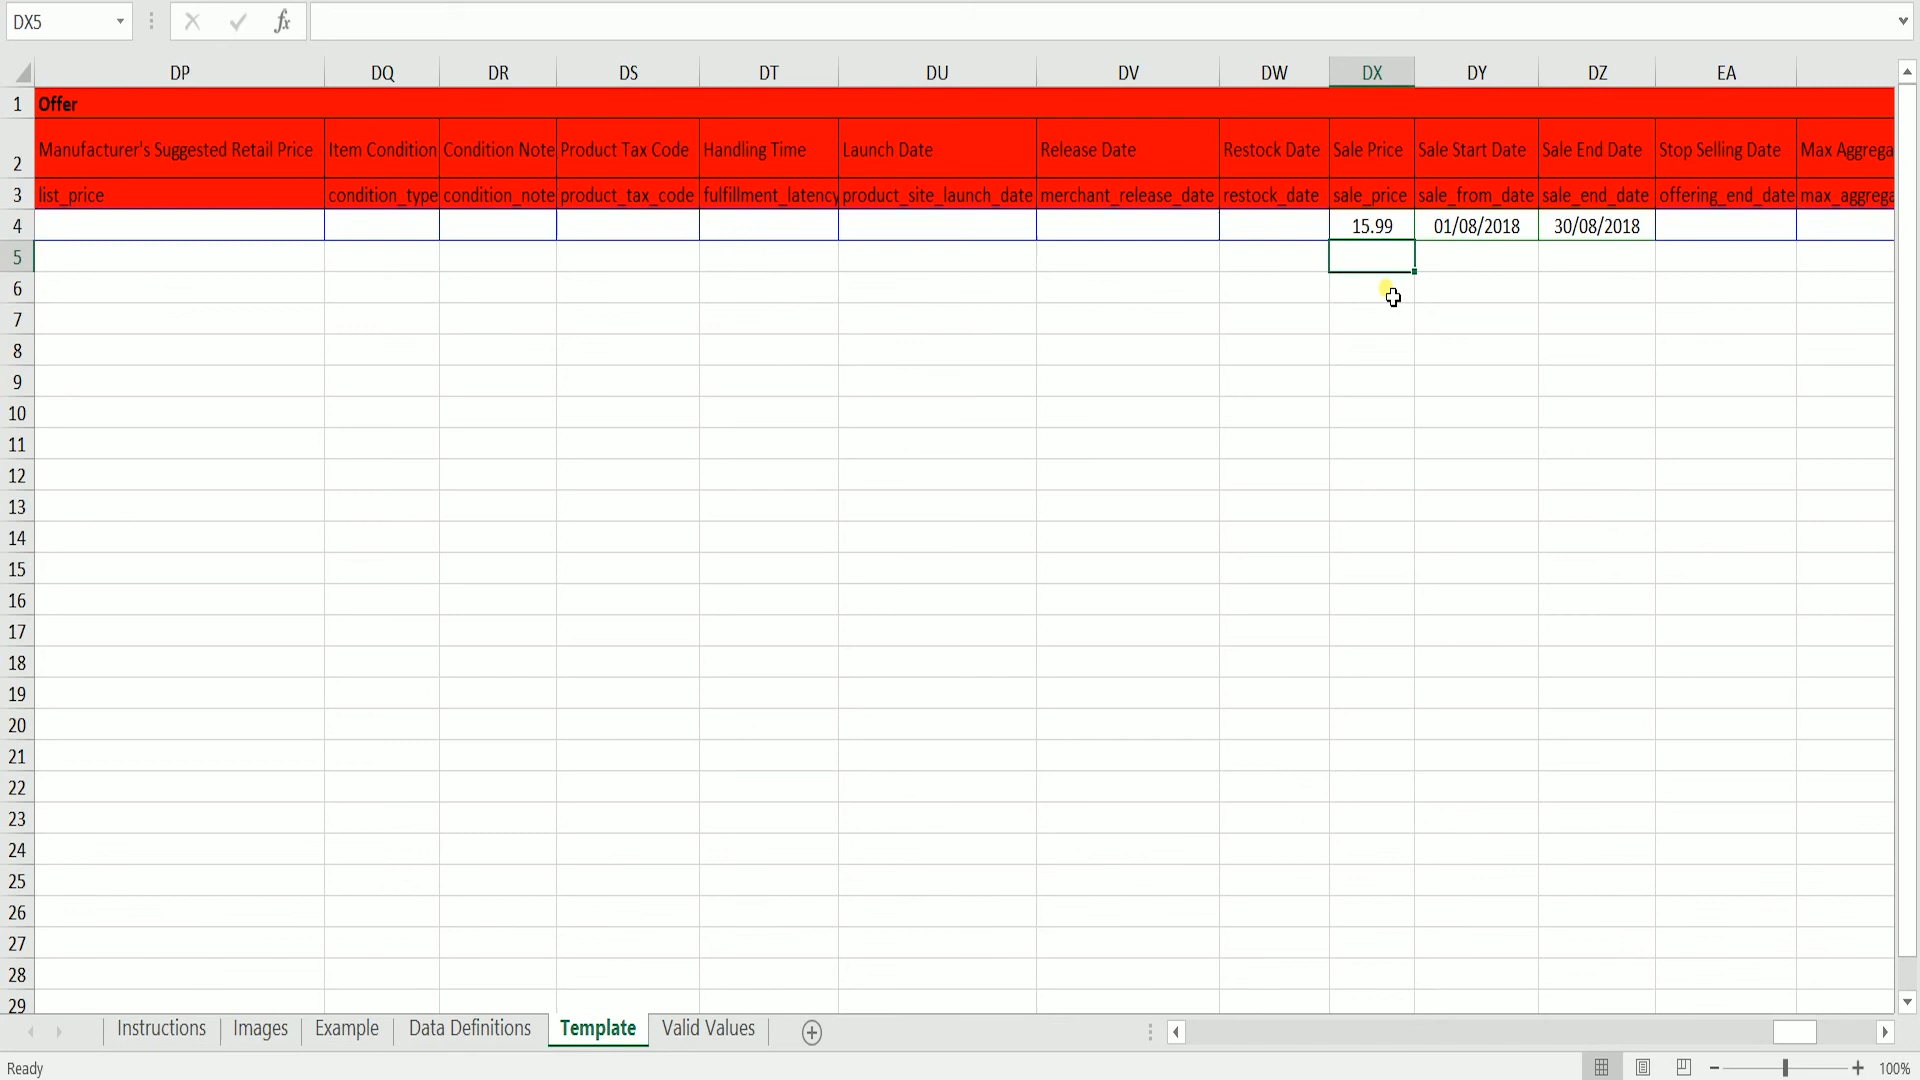 DX5
fx
DP DQ DR DS DT DU DV DW DX DY DZ EA
1 Offer
2 Manufacturer's Suggested Retail Price Item Condition Condition Note Product Tax Code Handling Time Launch Date Release Date Restock Date Sale Price Sale Start Date Sale End Date Stop Selling Date Max Aggrega
3 list_price condition_type condition_note product_tax_code fulfillment_latency product_site_launch_date merchant_release_date restock_date sale_price sale_from_date sale_end_date offering_end_date max_aggrega
4 15.99 01/08/2018 30/08/2018
5
6
7
8
9
10
11
12
13
14
15
16
17
18
19
20
21
22
23
24
25
26
27
28
29
Instructions Images Example Data Definitions Template Valid Values
Ready 100%